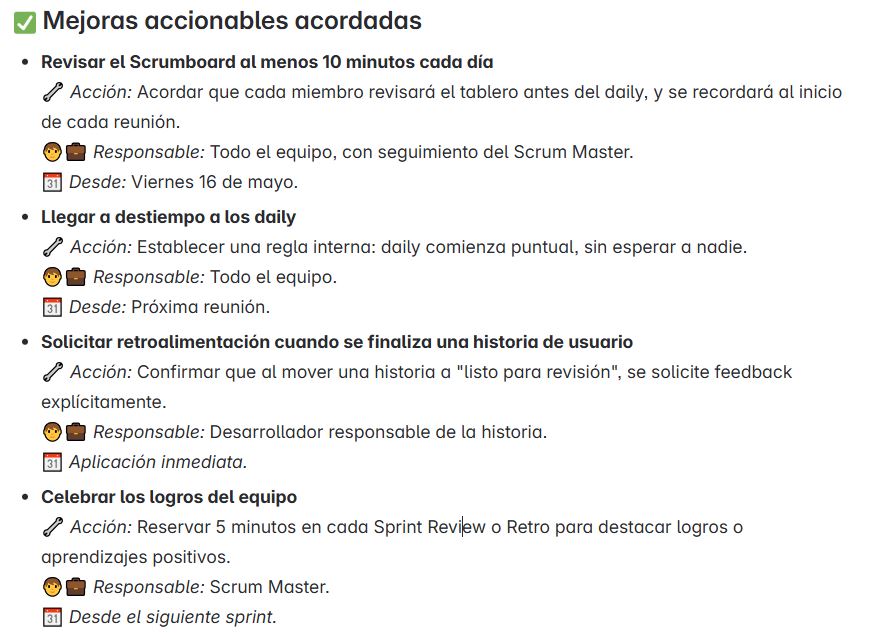 ✅ Mejoras accionables acordadas
• Revisar el Scrumboard al menos 10 minutos cada día
🔧 Acción: Acordar que cada miembro revisará el tablero antes del daily, y se recordará al inicio
de cada reunión.
🧑💼 Responsable: Todo el equipo, con seguimiento del Scrum Master.
📅 Desde: Viernes 16 de mayo.
• Llegar a destiempo a los daily
🔧 Acción: Establecer una regla interna: daily comienza puntual, sin esperar a nadie.
🧑💼 Responsable: Todo el equipo.
📅 Desde: Próxima reunión.
• Solicitar retroalimentación cuando se finaliza una historia de usuario
🔧 Acción: Confirmar que al mover una historia a "listo para revisión", se solicite feedback
explícitamente.
🧑💼 Responsable: Desarrollador responsable de la historia.
📅 Aplicación inmediata.
• Celebrar los logros del equipo
🔧 Acción: Reservar 5 minutos en cada Sprint Review o Retro para destacar logros o
aprendizajes positivos.
🧑💼 Responsable: Scrum Master.
📅 Desde el siguiente sprint.